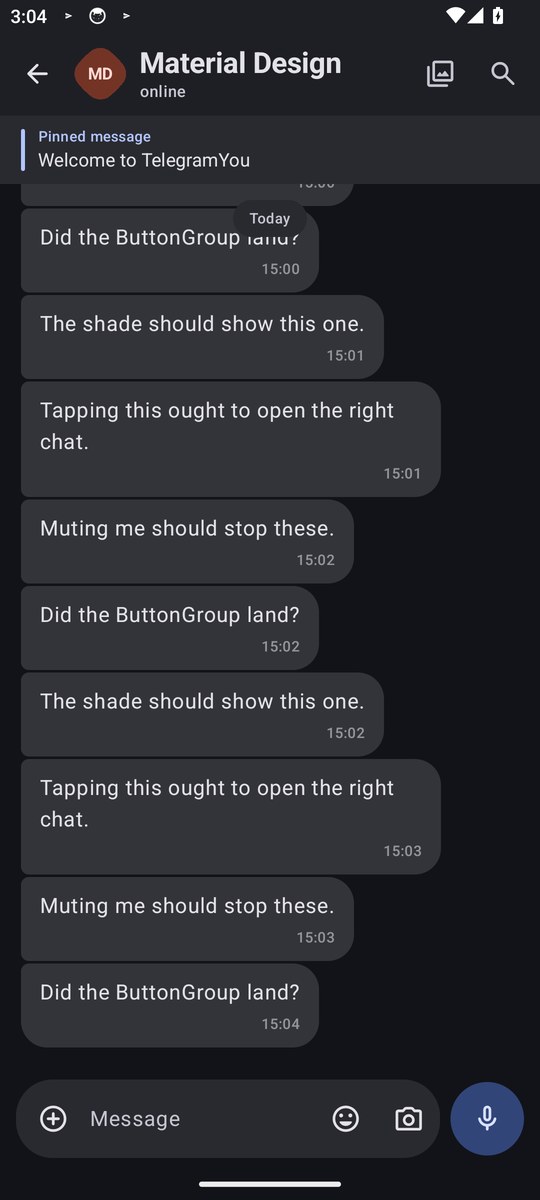 3:04
MD
Material Design
online
Pinned message
Welcome to TelegramYou
Today
Did the ButtonGroup land?
15:00
The shade should show this one.
15:01
Tapping this ought to open the right
chat.
15:01
Muting me should stop these.
15:02
Did the ButtonGroup land?
15:02
The shade should show this one.
15:02
Tapping this ought to open the right
chat.
15:03
Muting me should stop these.
15:03
Did the ButtonGroup land?
15:04
Message